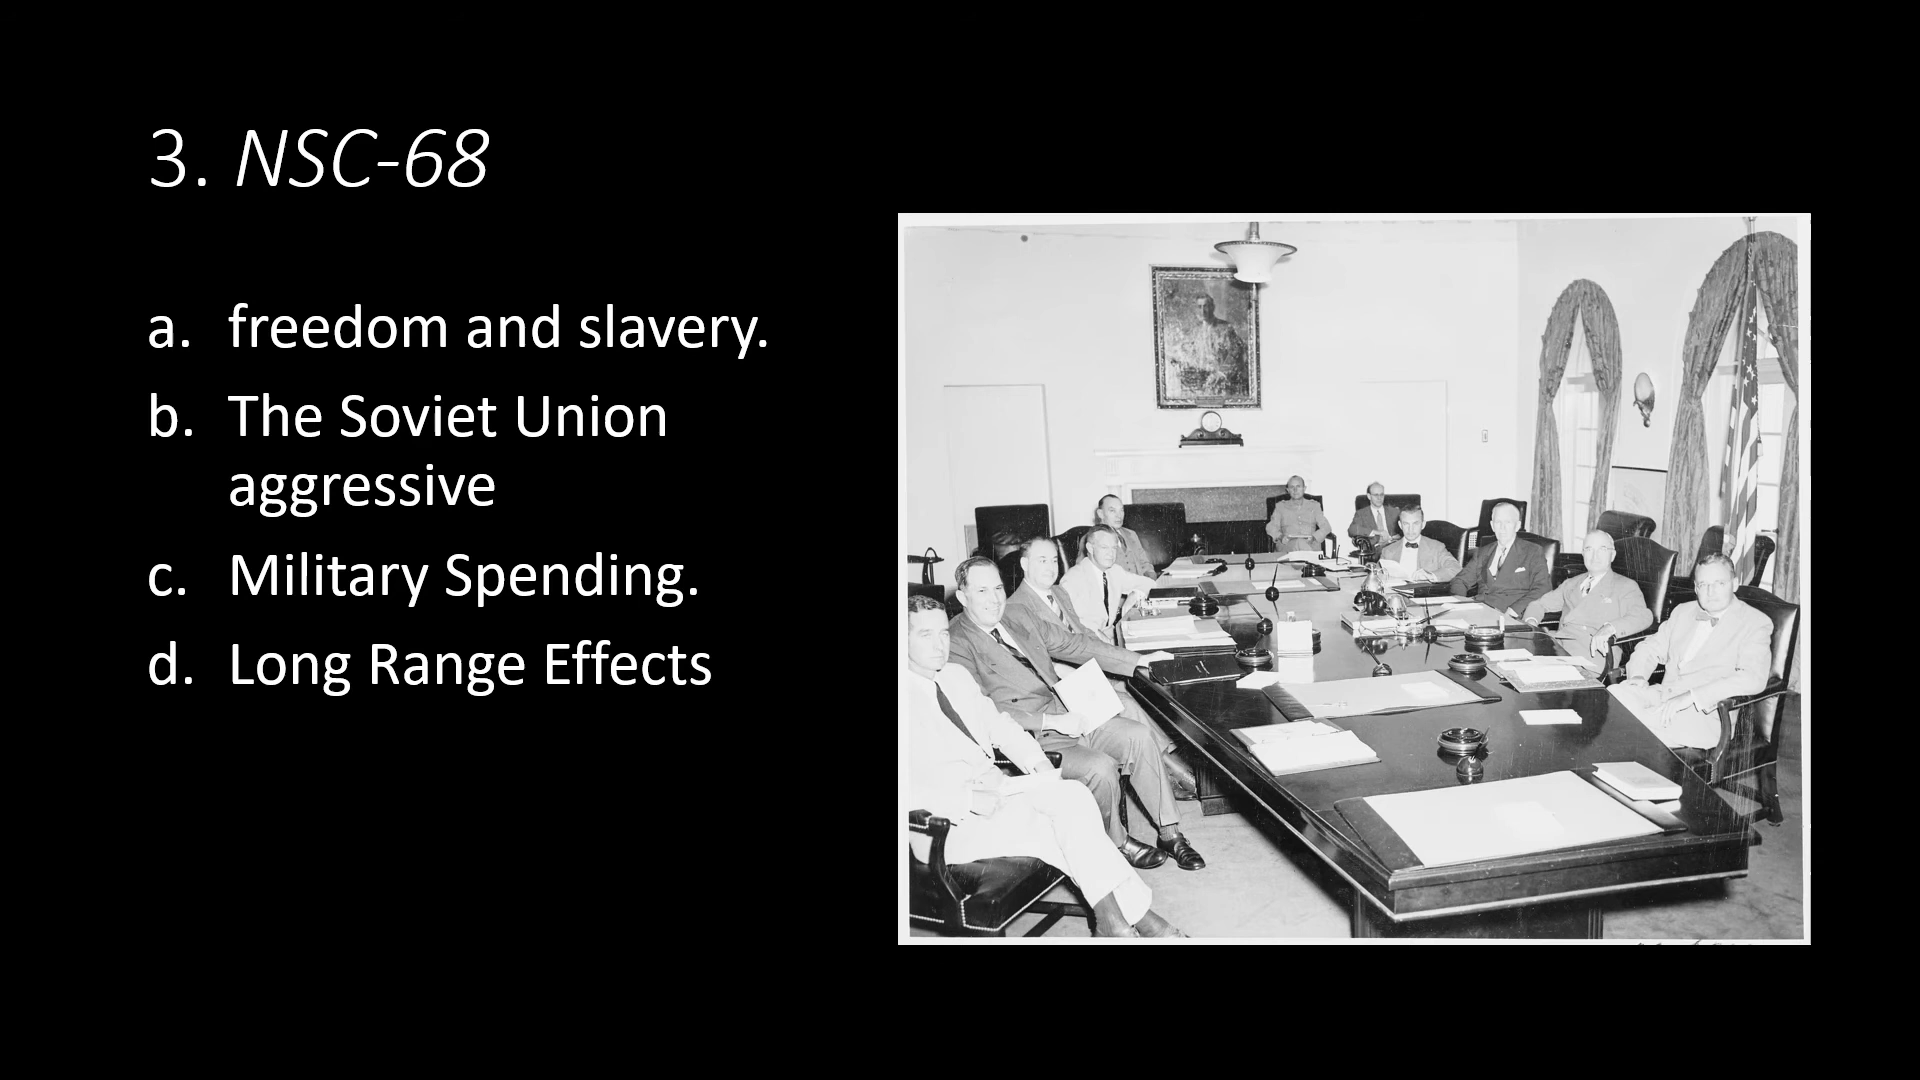 3. NSC-68
a. freedom and slavery.
b. The Soviet Union
aggressive
c. Military Spending.
d. Long Range Effects